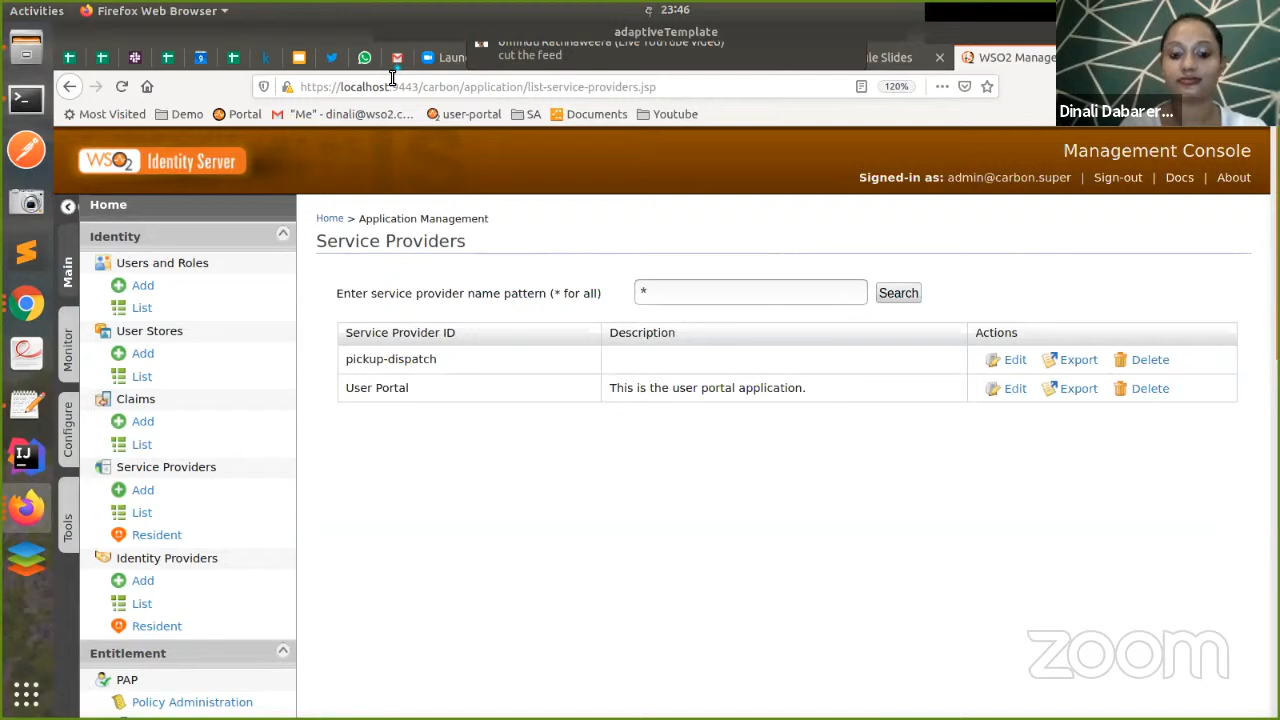 Activities Firefox Web Browser 23:46
adaptiveTemplate
(Live YouTube video)
cut the feed
Laun le Slides WSO2 Manage
https://localhost:9443/carbon/application/list-service-providers.jsp 120%
Most Visited Demo Portal "Me" - dinali@wso2.c... user-portal SA Documents Youtube
Dinali Dabarer...
WSO2 Identity Server
Management Console
Signed-in as: admin@carbon.super | Sign-out | Docs | About
Main
Monitor
Configure
Tools
Home
Identity
Users and Roles
Add
List
User Stores
Add
List
Claims
Add
List
Service Providers
Add
List
Resident
Identity Providers
Add
List
Resident
Entitlement
PAP
Policy Administration
Home > Application Management
Service Providers
Enter service provider name pattern (* for all) * Search
Service Provider ID Description Actions
pickup-dispatch Edit Export Delete
User Portal This is the user portal application. Edit Export Delete
zoom